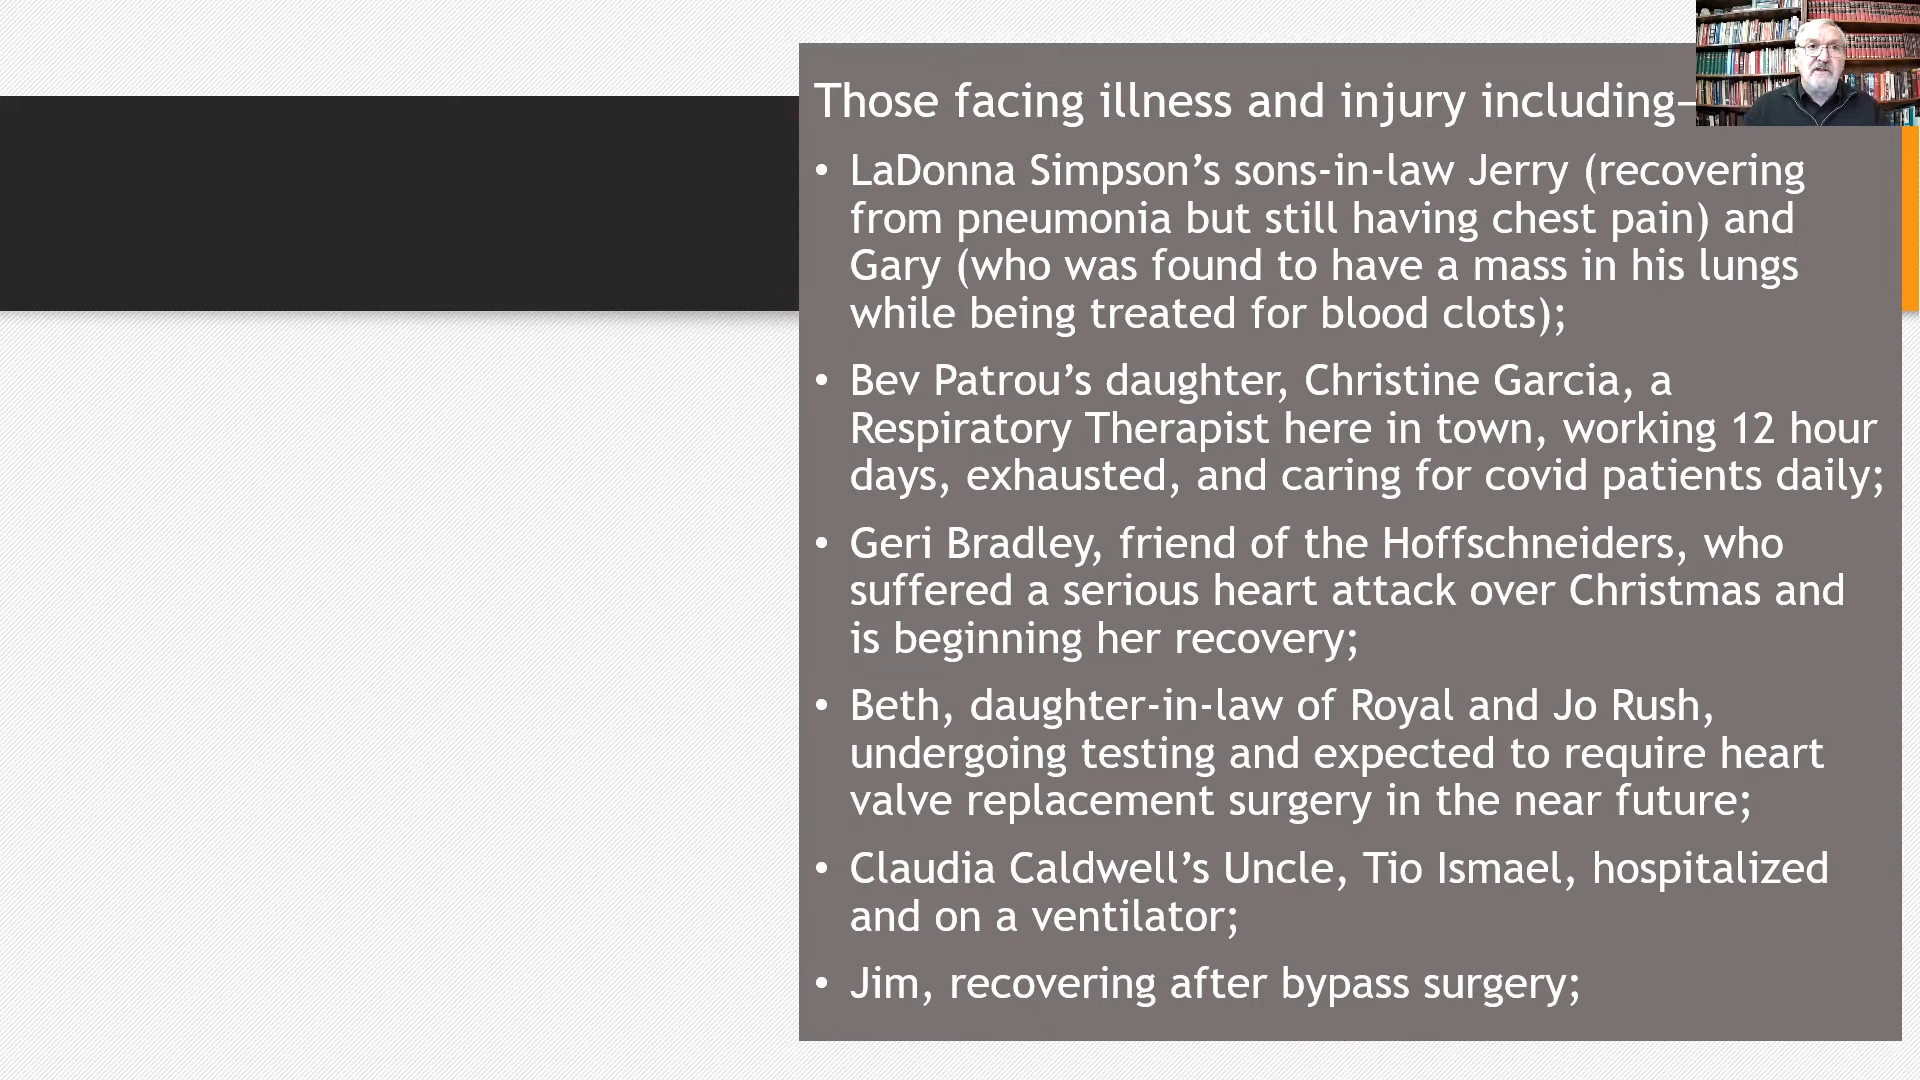 Those facing illness and injury including–
• LaDonna Simpson’s sons-in-law Jerry (recovering
from pneumonia but still having chest pain) and
Gary (who was found to have a mass in his lungs
while being treated for blood clots);
• Bev Patrou’s daughter, Christine Garcia, a
Respiratory Therapist here in town, working 12 hour
days, exhausted, and caring for covid patients daily;
• Geri Bradley, friend of the Hoffschneiders, who
suffered a serious heart attack over Christmas and
is beginning her recovery;
• Beth, daughter-in-law of Royal and Jo Rush,
undergoing testing and expected to require heart
valve replacement surgery in the near future;
• Claudia Caldwell’s Uncle, Tio Ismael, hospitalized
and on a ventilator;
• Jim, recovering after bypass surgery;